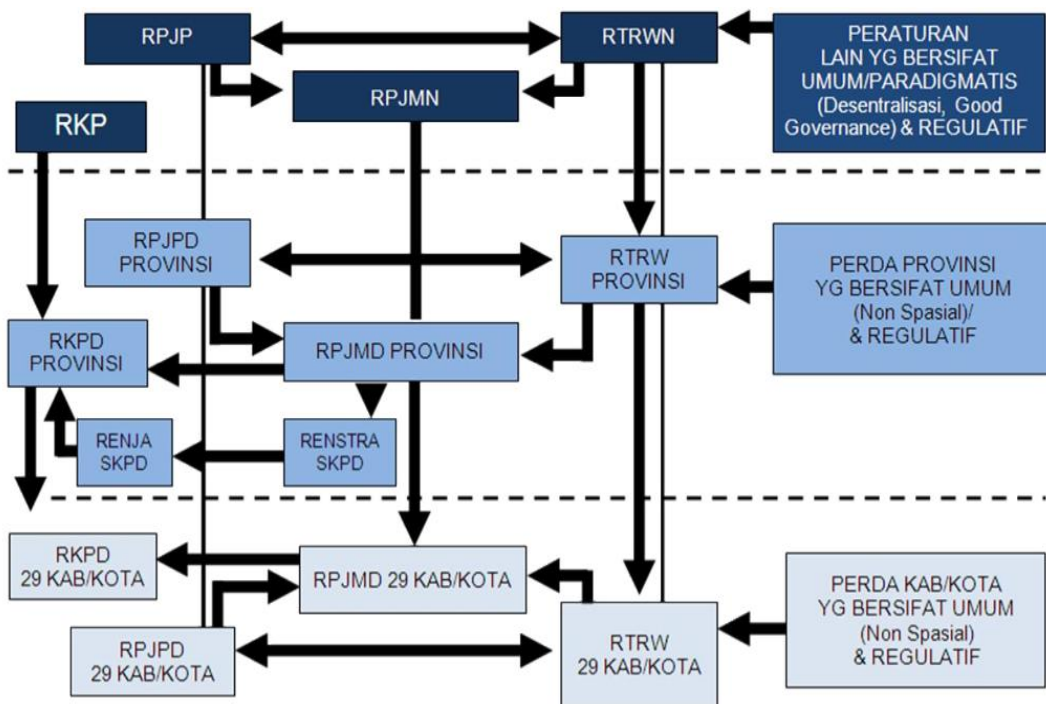 RPJP
RTRWN
PERATURAN
LAIN YG BERSIFAT
UMUM/PARADIGMATIS
(Desentralisasi, Good
Governance) & REGULATIF
RPJMN
RKP
RPJPD
PROVINSI
RTRW
PROVINSI
PERDA PROVINSI
YG BERSIFAT UMUM
(Non Spasial)/
& REGULATIF
RKPD
PROVINSI
RPJMD PROVINSI
RENJA
SKPD
RENSTRA
SKPD
RKPD
29 KAB/KOTA
RPJMD 29 KAB/KOTA
PERDA KAB/KOTA
YG BERSIFAT UMUM
(Non Spasial)
& REGULATIF
RPJPD
29 KAB/KOTA
RTRW
29 KAB/KOTA